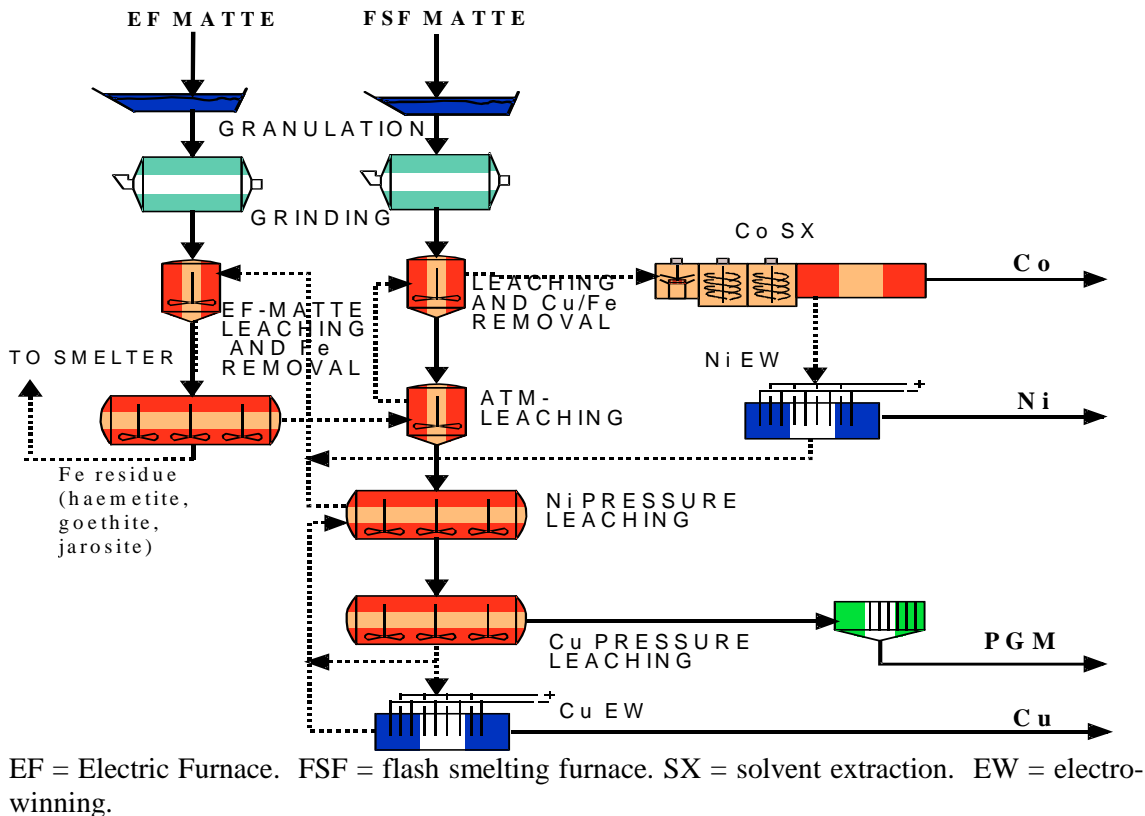 EF MATTE
FSF MATTE
GRANULATION
GRINDING
Co SX
Co
LEACHING
AND Cu/Fe
REMOVAL
EF-MATTE
LEACHING
AND Fe
REMOVAL
TO SMELTER
Ni EW
- +
Ni
ATM-
LEACHING
Fe residue
(haemetite,
goethite,
jarosite)
Ni PRESSURE
LEACHING
Cu PRESSURE
LEACHING
PGM
- +
Cu EW
Cu
EF = Electric Furnace. FSF = flash smelting furnace. SX = solvent extraction. EW = electro-
winning.